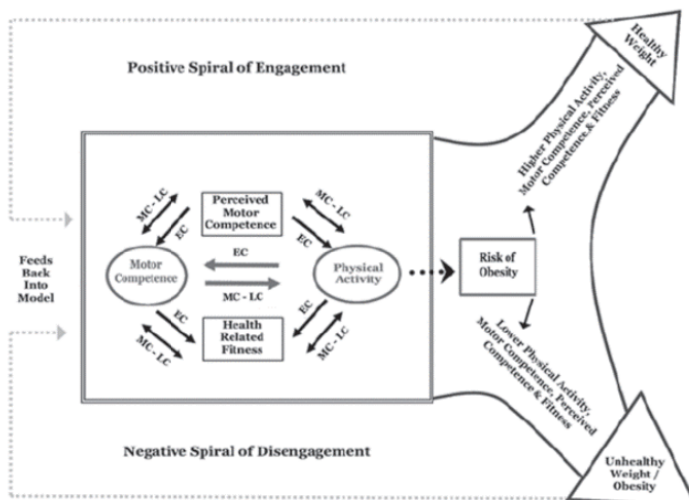 Healthy
Weight
Positive Spiral of Engagement
Higher Physical Activity,
Motor Competence, Perceived
Competence & Fitness
MC - LC
EC
Perceived
Motor
Competence
MC - LC
EC
Feeds
Back
Into
Model
Motor
Competence
EC
MC - LC
Physical
Activity
Risk of
Obesity
EC
MC - LC
Health
Related
Fitness
EC
MC - LC
Lower Physical Activity,
Motor Competence, Perceived
Competence & Fitness
Negative Spiral of Disengagement
Unhealthy
Weight /
Obesity